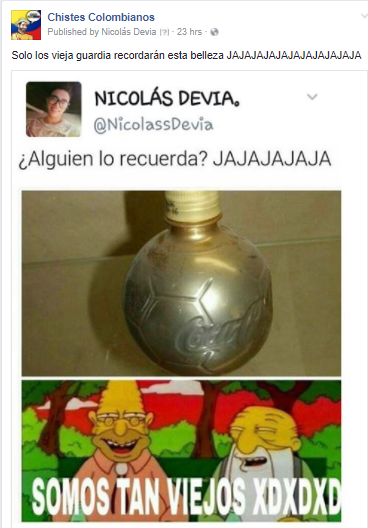 Chistes Colombianos
Published by Nicolás Devia [?] · 23 hrs ·
Solo los vieja guardia recordarán esta belleza JAJAJAJAJAJAJAJAJAJAJA
NICOLÁS DEVIA.
@NicolassDevia
¿Alguien lo recuerda? JAJAJAJAJA
SOMOS TAN VIEJOS XDXDXD